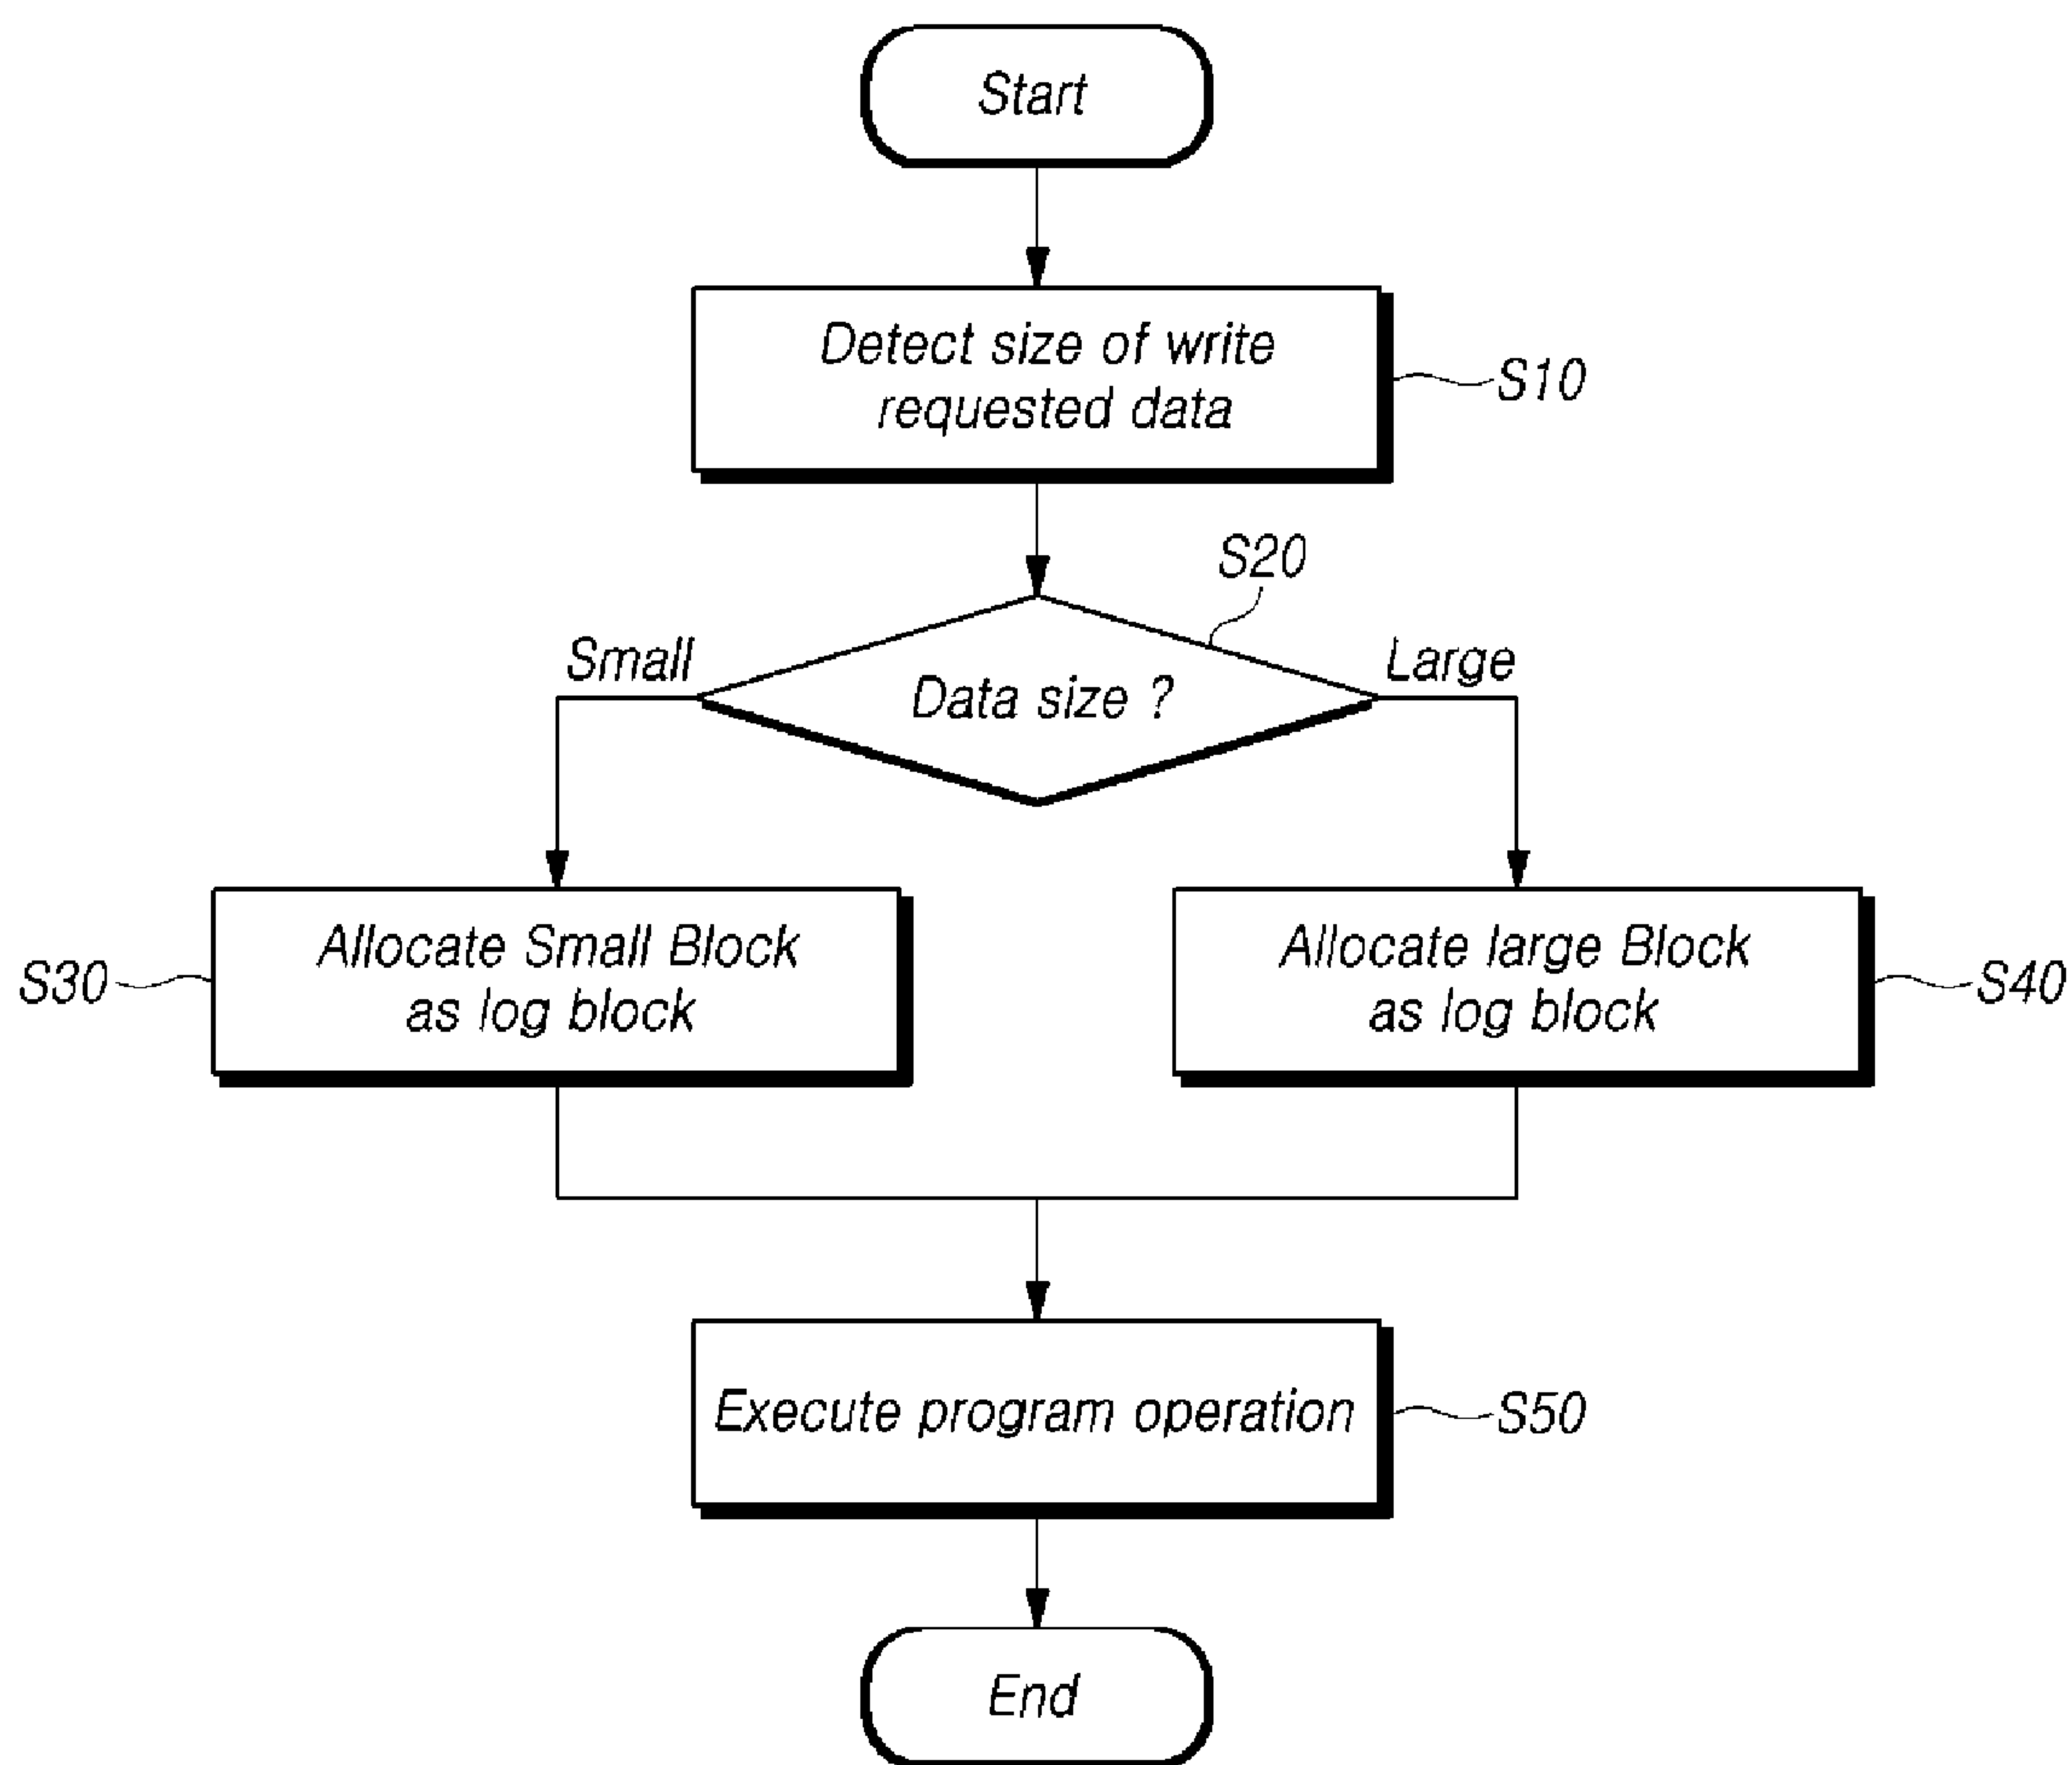 Start
Detect size of write
requested data
S10
S20
Small
Data size ?
Large
Allocate Small Block
as log block
S30
Allocate large Block
as log block
S40
Execute program operation
S50
End